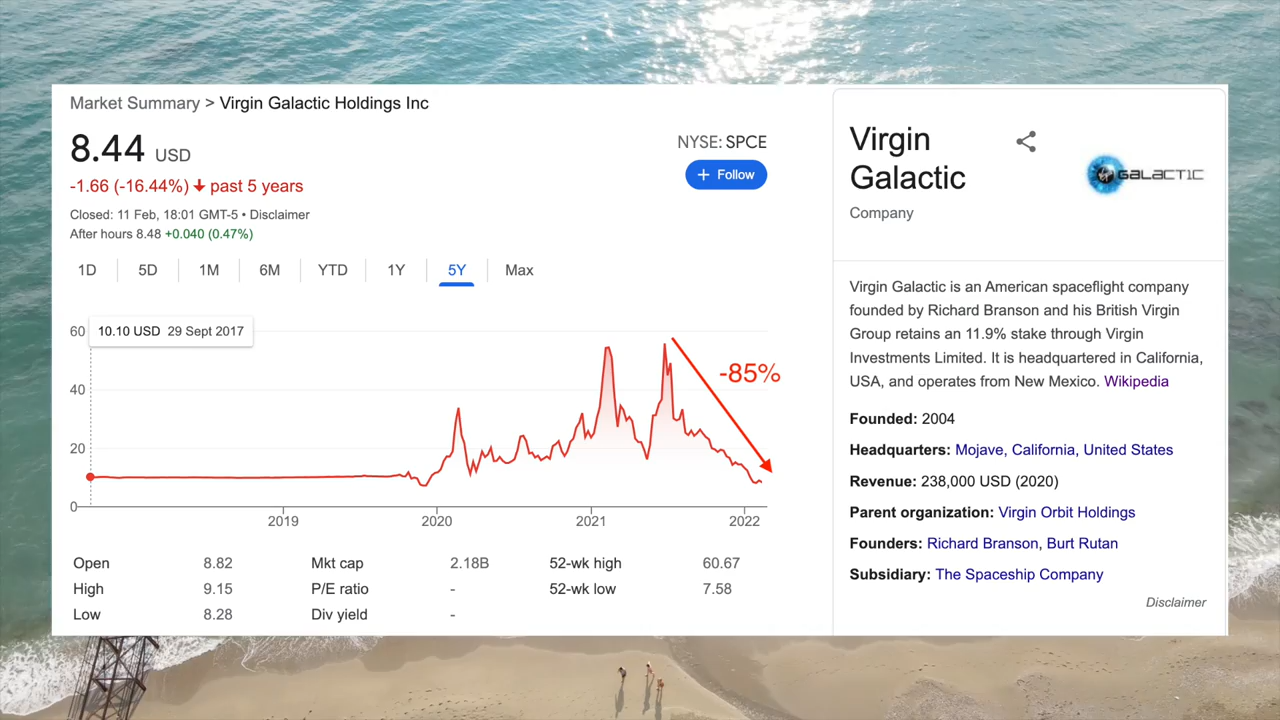 Market Summary > Virgin Galactic Holdings Inc
8.44 USD
NYSE: SPCE
+ Follow
-1.66 (-16.44%) past 5 years
Closed: 11 Feb, 18:01 GMT-5 • Disclaimer
After hours 8.48 +0.040 (0.47%)
1D 5D 1M 6M YTD 1Y 5Y Max
60
10.10 USD 29 Sept 2017
-85%
40
20
0
2019 2020 2021 2022
Open 8.82 Mkt cap 2.18B 52-wk high 60.67
High 9.15 P/E ratio - 52-wk low 7.58
Low 8.28 Div yield -
Virgin
Galactic
GALACTIC
Company
Virgin Galactic is an American spaceflight company
founded by Richard Branson and his British Virgin
Group retains an 11.9% stake through Virgin
Investments Limited. It is headquartered in California,
USA, and operates from New Mexico. Wikipedia
Founded: 2004
Headquarters: Mojave, California, United States
Revenue: 238,000 USD (2020)
Parent organization: Virgin Orbit Holdings
Founders: Richard Branson, Burt Rutan
Subsidiary: The Spaceship Company
Disclaimer